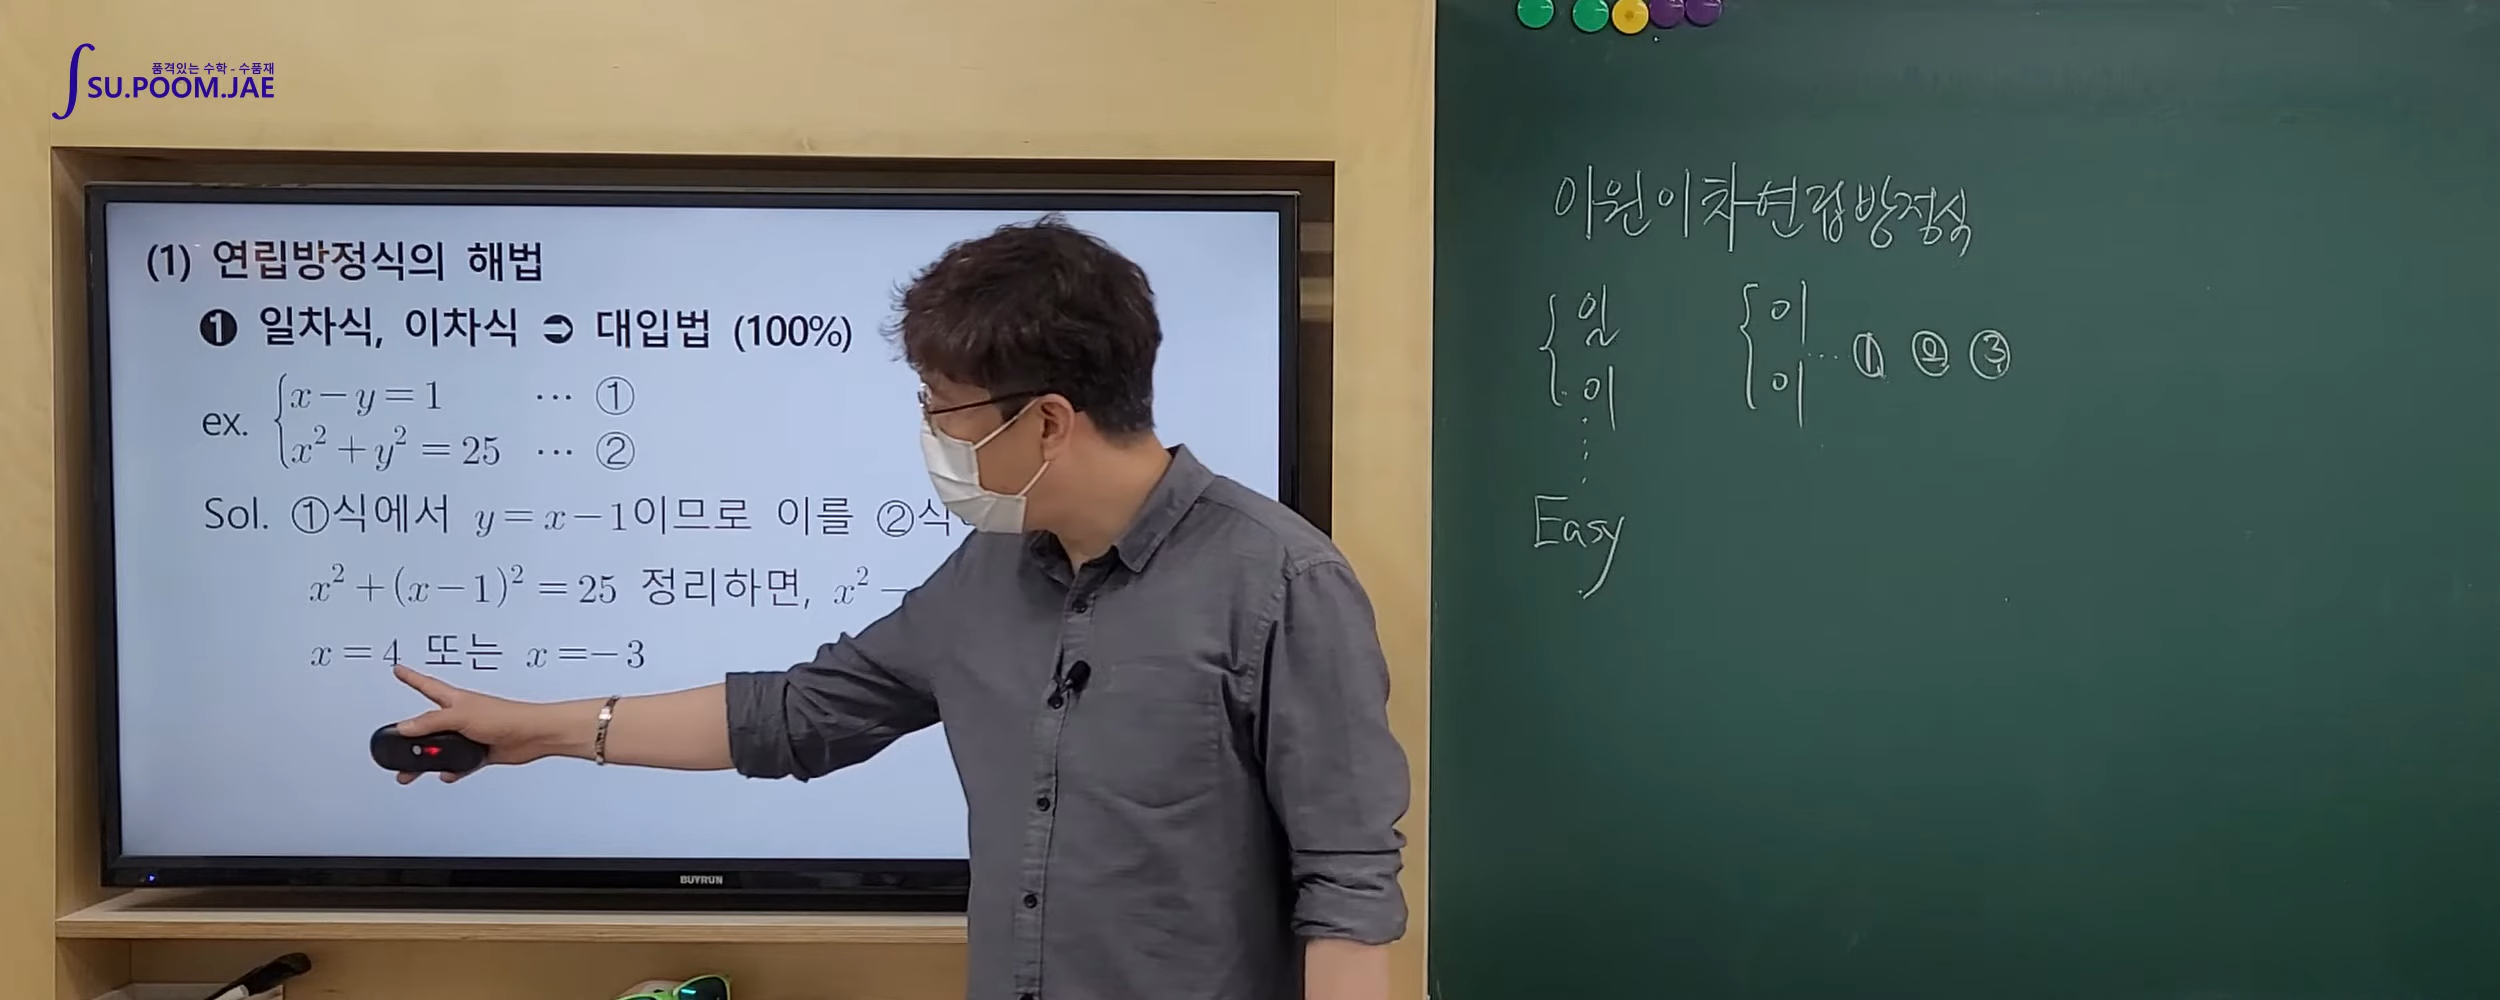 품격있는 수학 - 수품재
SU.POOM.JAE
(1) 연립방정식의 해법
❶ 일차식, 이차식 ➲ 대입법 (100%)
ex. x - y = 1 ··· ①
x² + y² = 25 ··· ②
Sol. ①식에서 y = x - 1이므로 이를 ②식
x² + (x - 1)² = 25 정리하면, x² -
x = 4 또는 x = - 3
BUYRUN
이원이차연립방정식
{ 일
이
{ 이
이 ··· ① ② ③
Easy